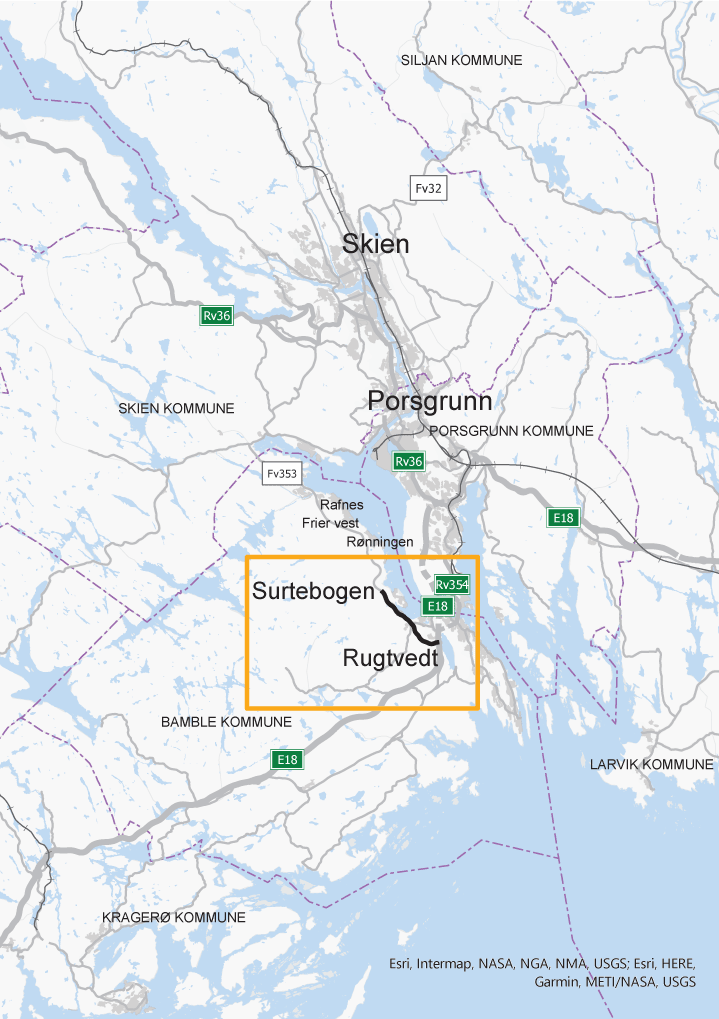 SILJAN KOMMUNE
Fv32
Skien
Rv36
Porsgrunn
SKIEN KOMMUNE
PORSGRUNN KOMMUNE
Rv36
Fv353
Rafnes
E18
Frier vest
Rønningen
Rv354
Surtebogen
E18
Rugtvedt
BAMBLE KOMMUNE
E18
LARVIK KOMMUNE
KRAGERØ KOMMUNE
Esri, Intermap, NASA, NGA, NMA, USGS; Esri, HERE,
Garmin, METI/NASA, USGS